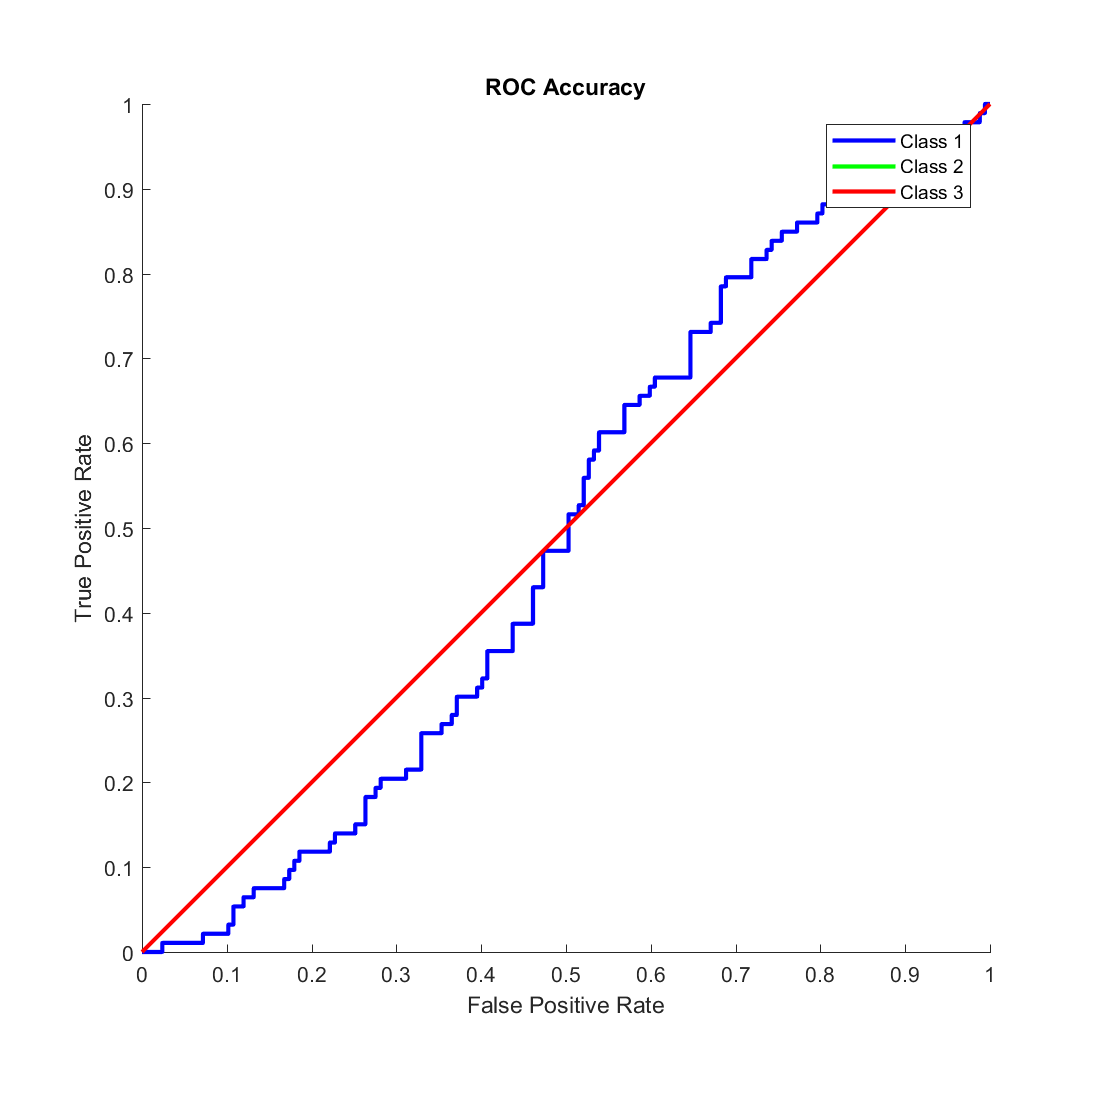 ROC Accuracy
1
0.9
0.8
0.7
0.6
0.5
0.4
0.3
0.2
0.1
0
True Positive Rate
Class 1
Class 2
Class 3
0 0.1 0.2 0.3 0.4 0.5 0.6 0.7 0.8 0.9 1
False Positive Rate